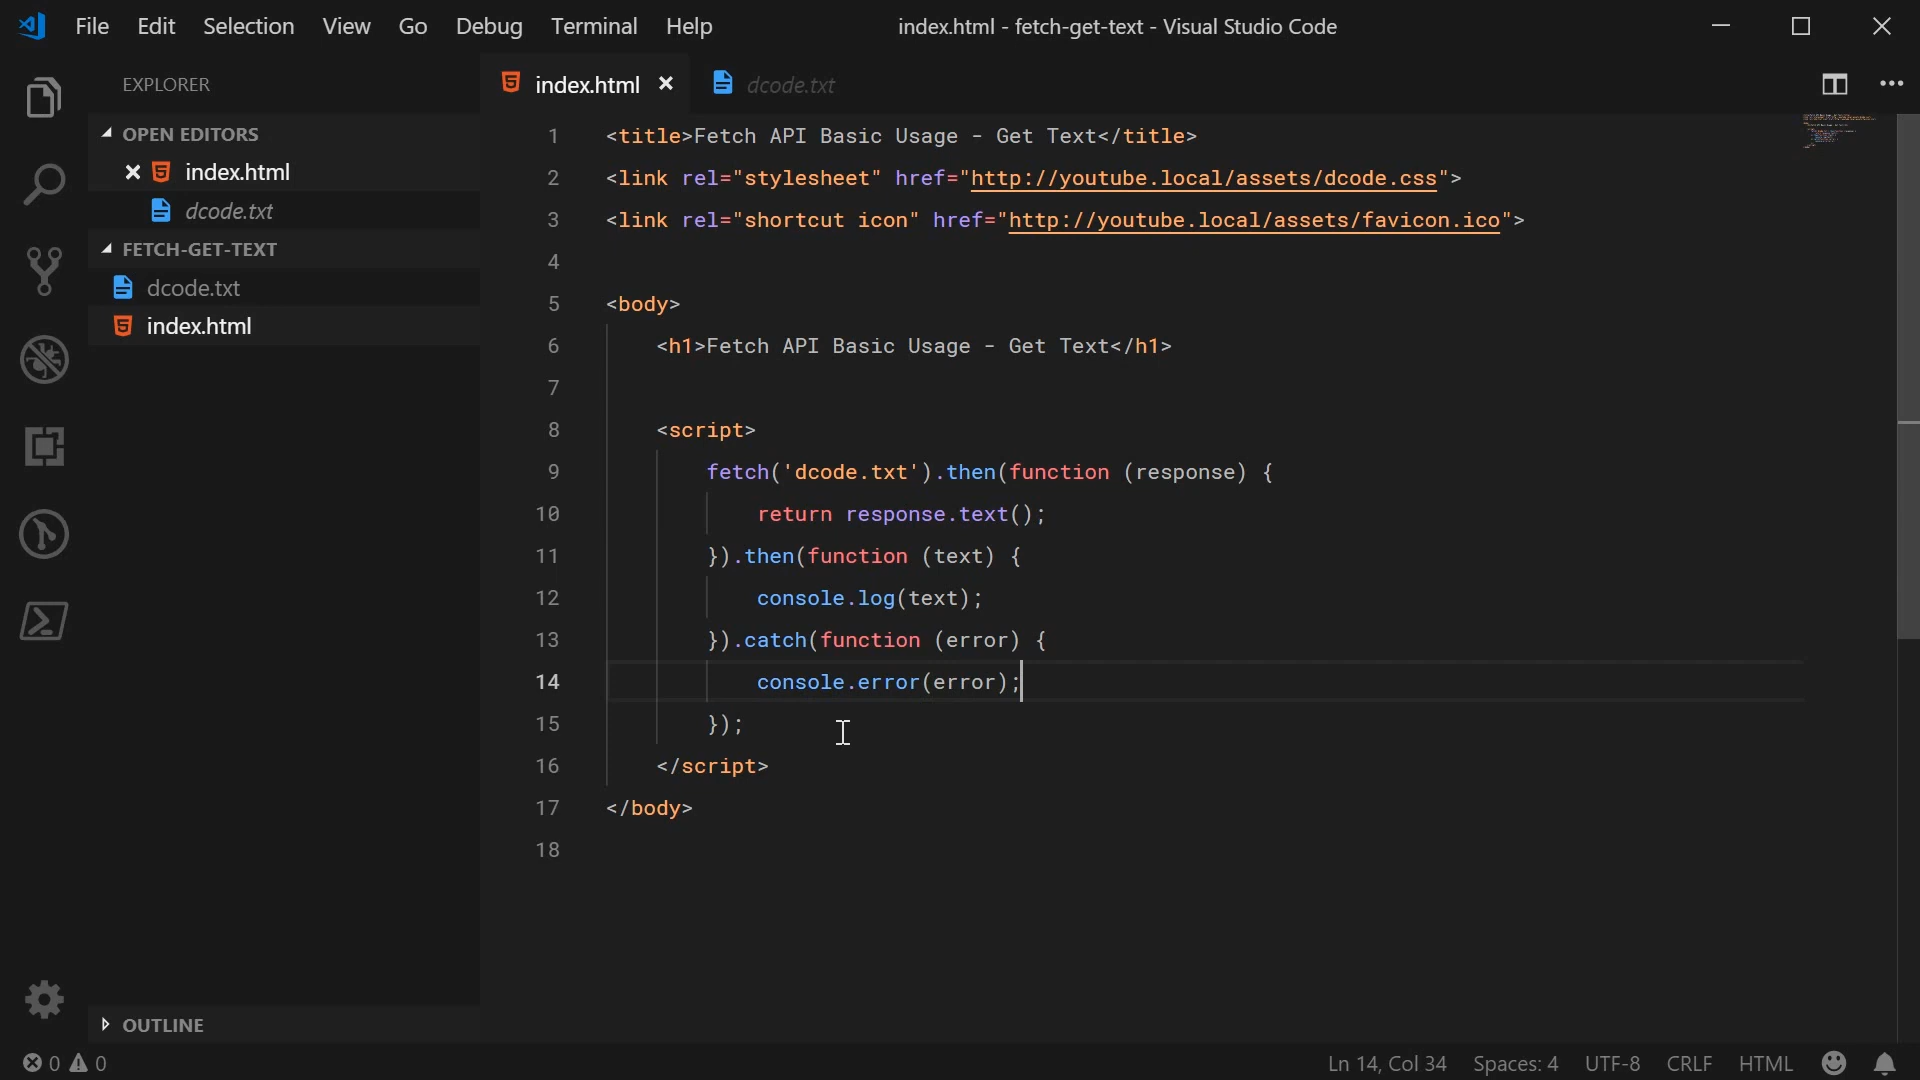 File Edit Selection View Go Debug Terminal Help index.html - fetch-get-text - Visual Studio Code
EXPLORER
OPEN EDITORS
index.html
dcode.txt
FETCH-GET-TEXT
dcode.txt
index.html
OUTLINE
index.html dcode.txt
1 <title>Fetch API Basic Usage - Get Text</title>
2 <link rel="stylesheet" href="http://youtube.local/assets/dcode.css">
3 <link rel="shortcut icon" href="http://youtube.local/assets/favicon.ico">
4
5 <body>
6 <h1>Fetch API Basic Usage - Get Text</h1>
7
8 <script>
9 fetch('dcode.txt').then(function (response) {
10 return response.text();
11 }).then(function (text) {
12 console.log(text);
13 }).catch(function (error) {
14 console.error(error);
15 });
16 </script>
17 </body>
18
0 0 Ln 14, Col 34 Spaces: 4 UTF-8 CRLF HTML